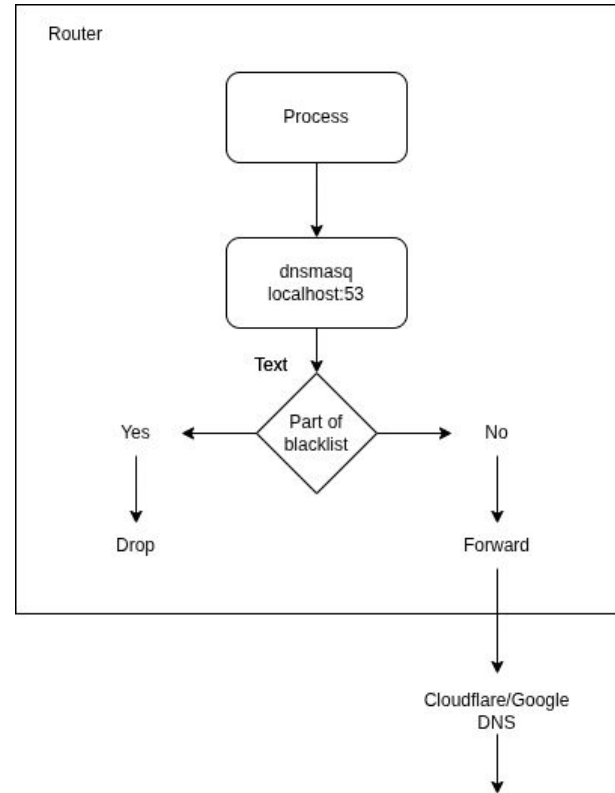 Router
Process
dnsmasq
localhost:53
Text
Part of
blacklist
Yes
No
Drop
Forward
Cloudflare/Google
DNS